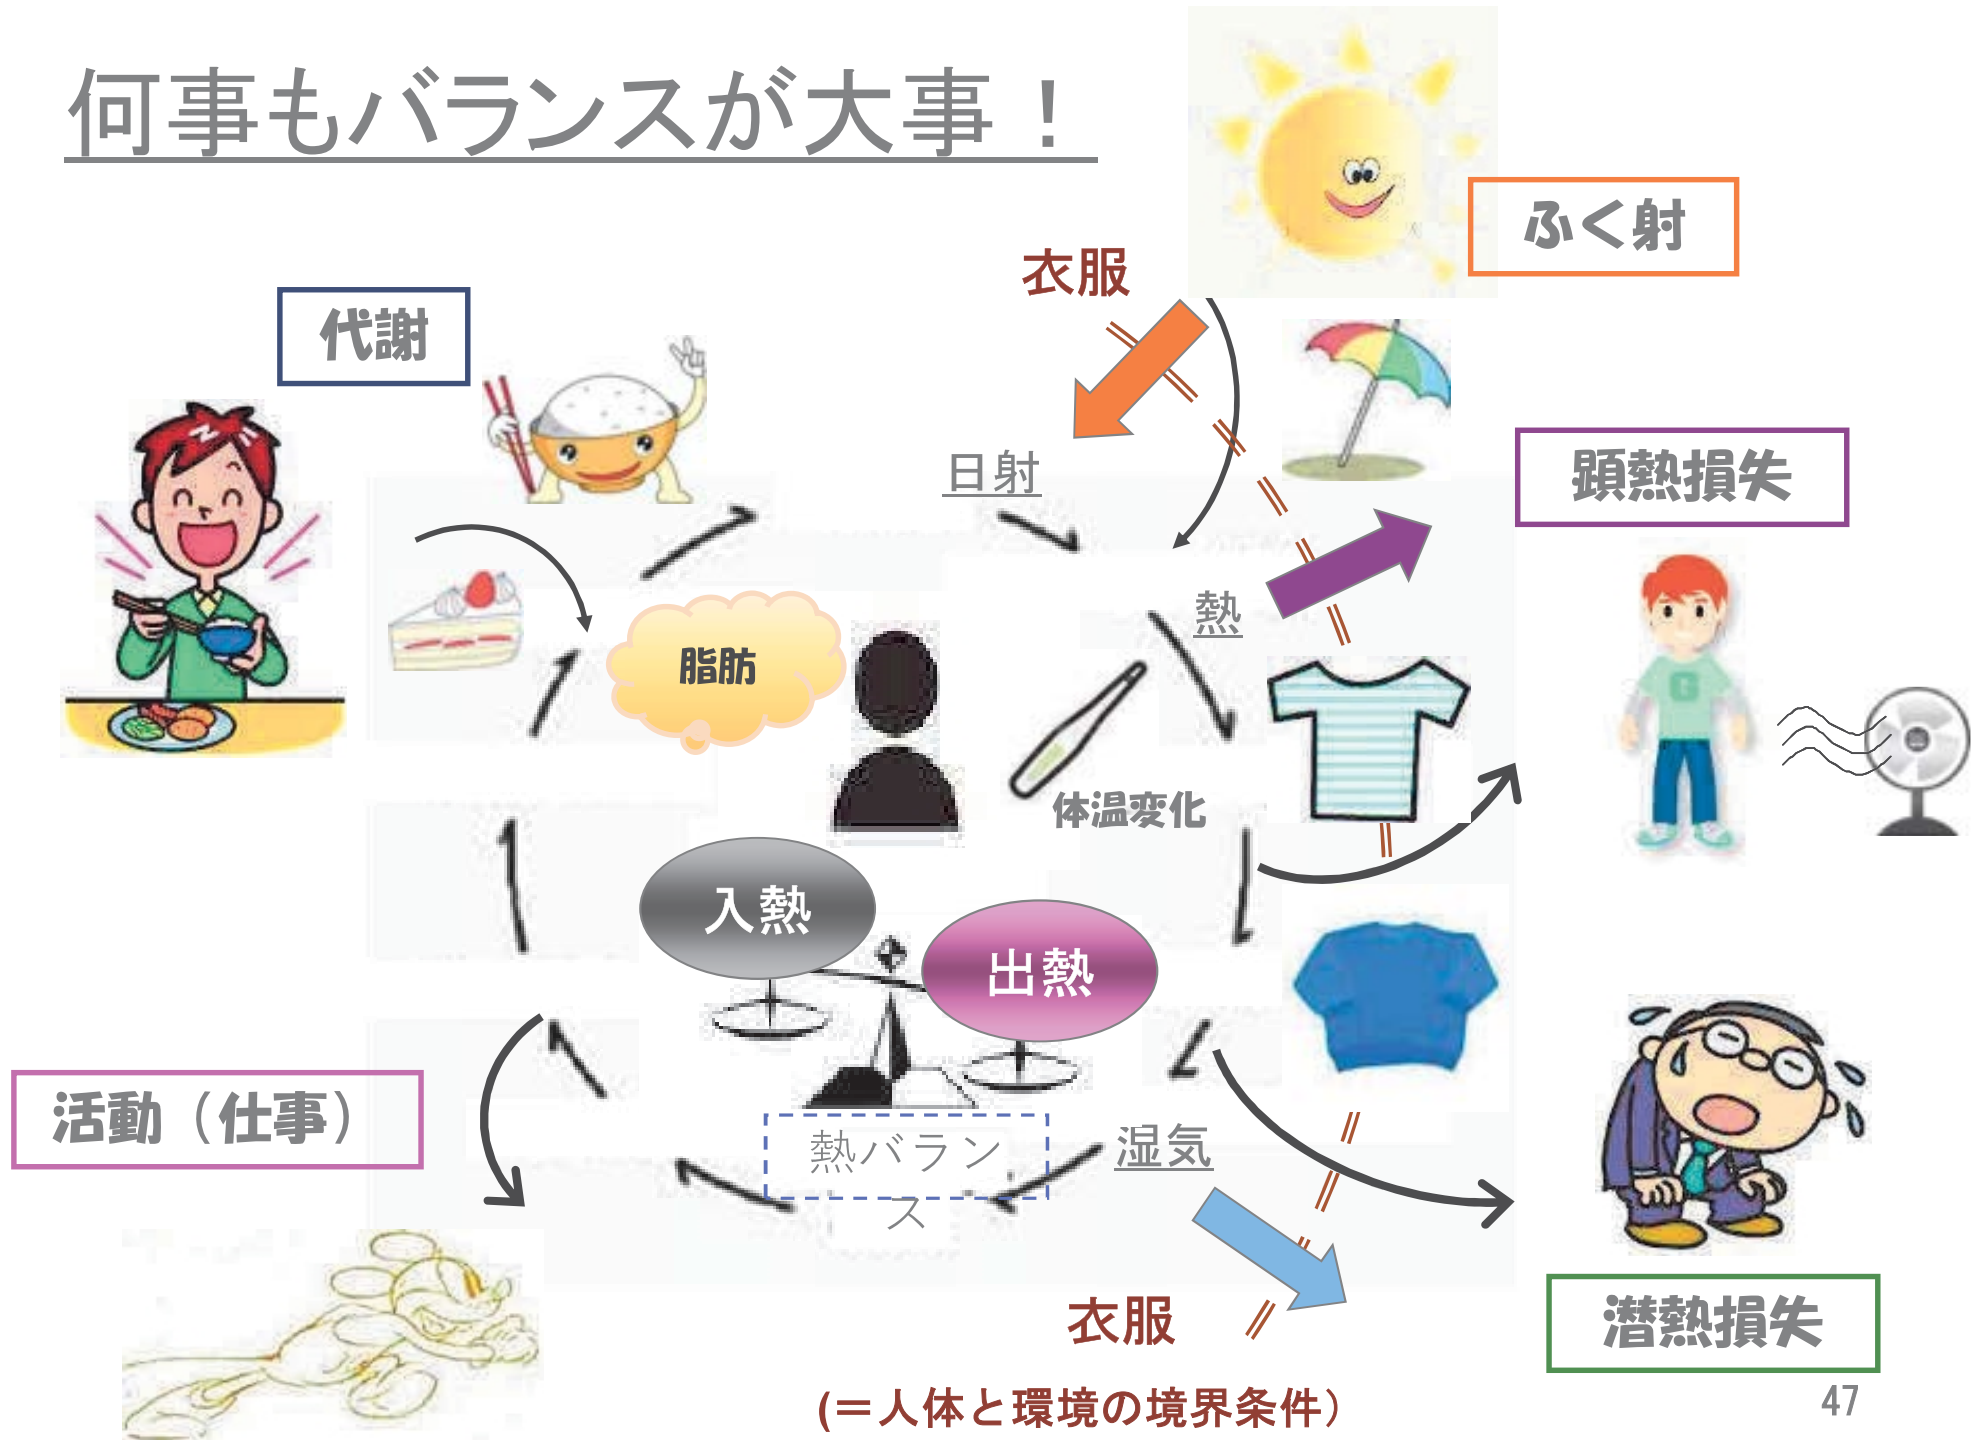 何事もバランスが大事！
ふく射
衣服
代謝
日射
顕熱損失
熱
脂肪
体温変化
入熱
出熱
活動（仕事）
熱バラン
ス
湿気
衣服
潜熱損失
(＝人体と環境の境界条件）
47